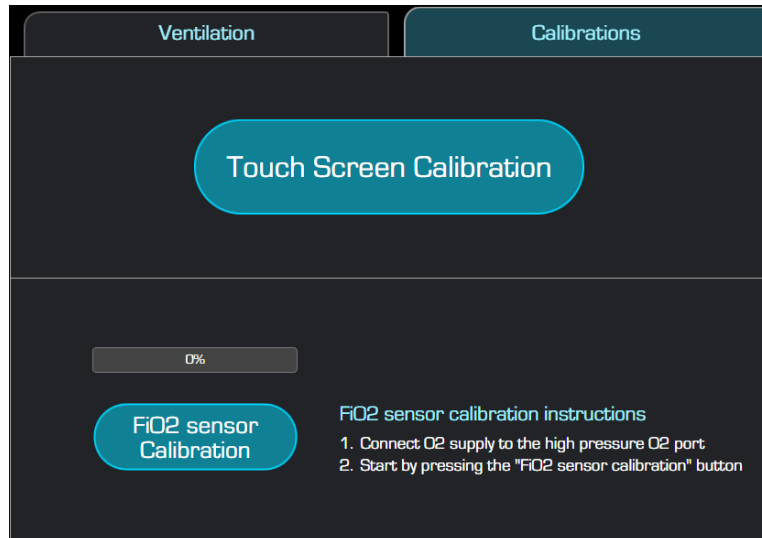 Ventilation
Calibrations
Touch Screen Calibration
0%
FiO2 sensor
Calibration
FiO2 sensor calibration instructions
1. Connect O2 supply to the high pressure O2 port
2. Start by pressing the "FiO2 sensor calibration" button